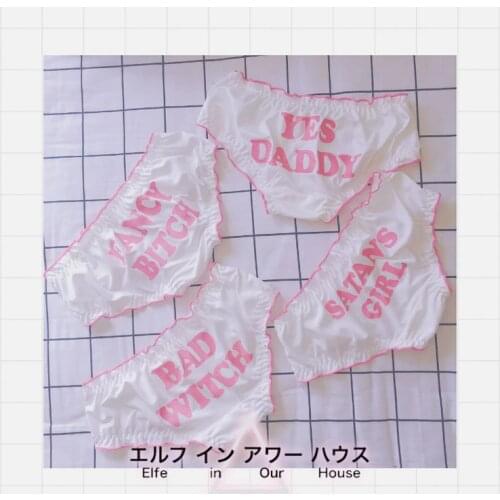 YES
DADDY
FANCY
BITCH
SATANS
GIRL
BAD
WITCH
エルフ イン アワー ハウス
Elfe in Our House